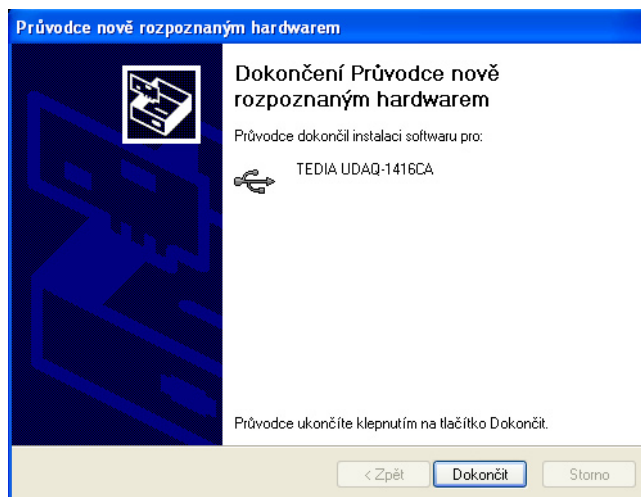 Průvodce nově rozpoznaným hardwarem
Dokončení Průvodce nově
rozpoznaným hardwarem
Průvodce dokončil instalaci softwaru pro:
TEDIA UDAQ-1416CA
Průvodce ukončíte klepnutím na tlačítko Dokončit.
< Zpět
Dokončit
Storno